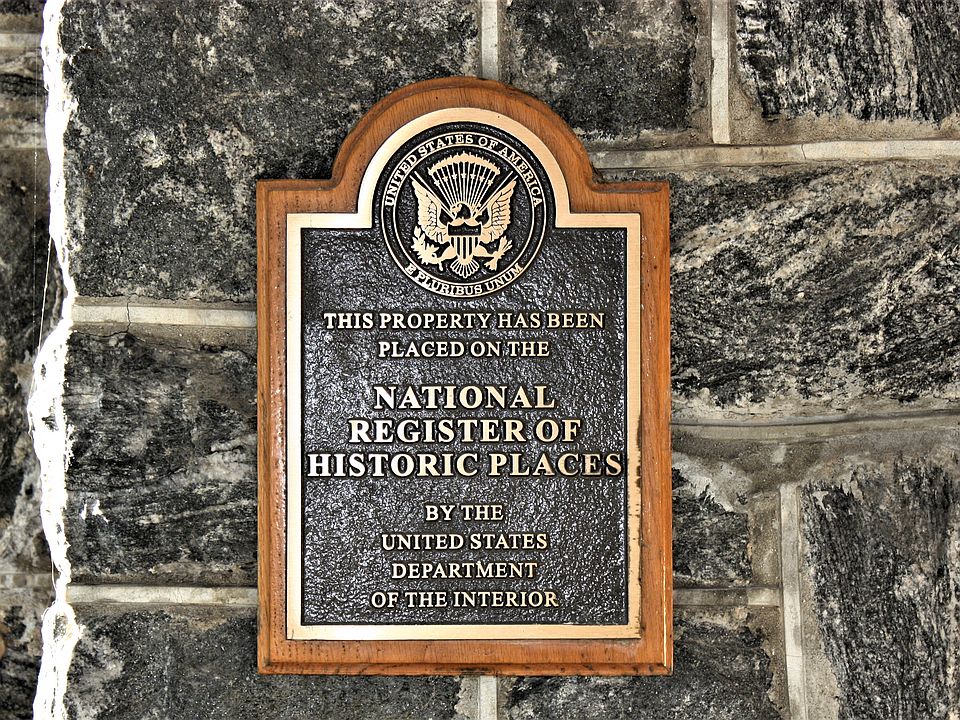 UNITED STATES OF AMERICA
E PLURIBUS UNUM
THIS PROPERTY HAS BEEN
PLACED ON THE
NATIONAL
REGISTER OF
HISTORIC PLACES
BY THE
UNITED STATES
DEPARTMENT
OF THE INTERIOR